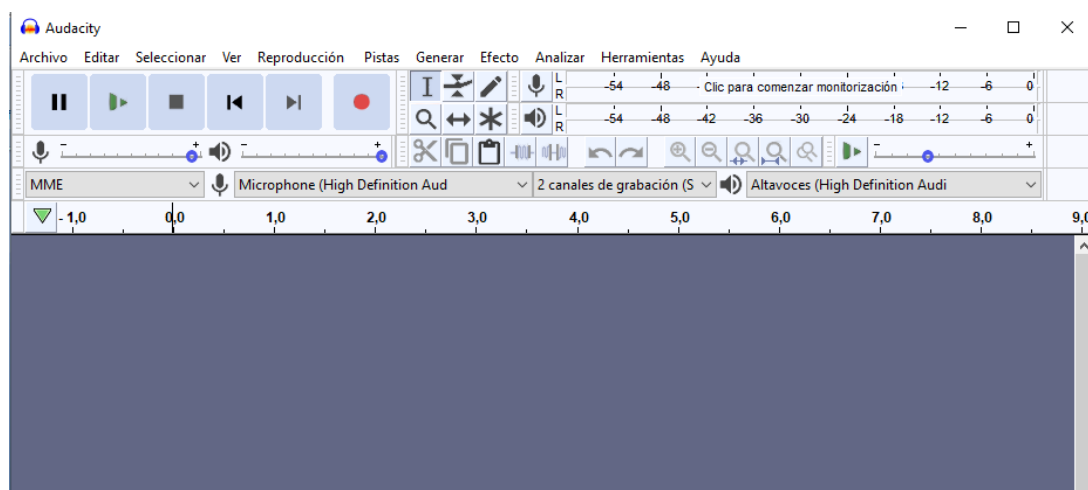 Audacity
Archivo Editar Seleccionar Ver Reproducción Pistas Generar Efecto Analizar Herramientas Ayuda
L R -54 -48 - Clic para comenzar monitorización -12 -6 0
L R -54 -48 -42 -36 -30 -24 -18 -12 -6 0
- + - + - +
MME Microphone (High Definition Aud 2 canales de grabación (S Altavoces (High Definition Audi
- 1,0 0,0 1,0 2,0 3,0 4,0 5,0 6,0 7,0 8,0 9,0